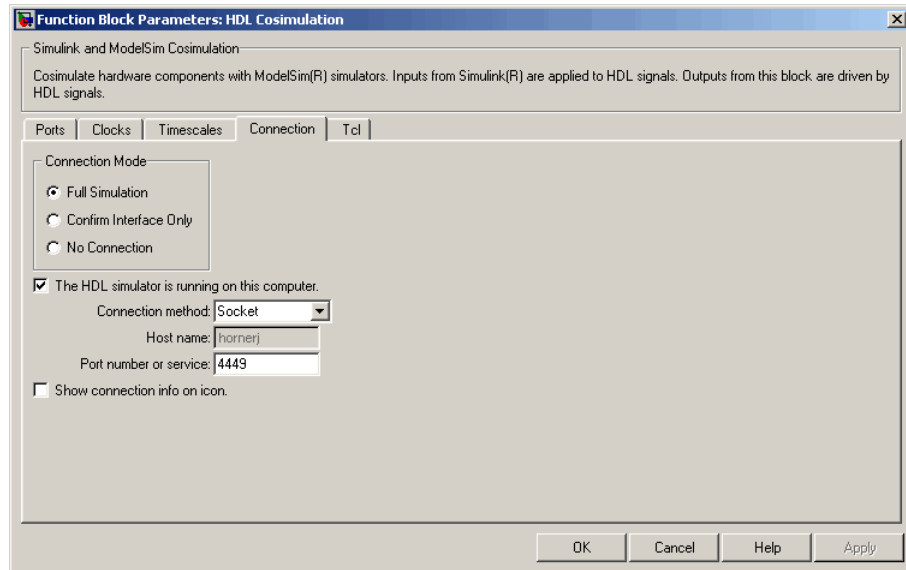 Function Block Parameters: HDL Cosimulation
Simulink and ModelSim Cosimulation
Cosimulate hardware components with ModelSim(R) simulators. Inputs from Simulink(R) are applied to HDL signals. Outputs from this block are driven by
HDL signals.
Ports Clocks Timescales Connection Tcl
Connection Mode
Full Simulation
Confirm Interface Only
No Connection
The HDL simulator is running on this computer.
Connection method: Socket
Host name: hornerj
Port number or service: 4449
Show connection info on icon.
OK Cancel Help Apply